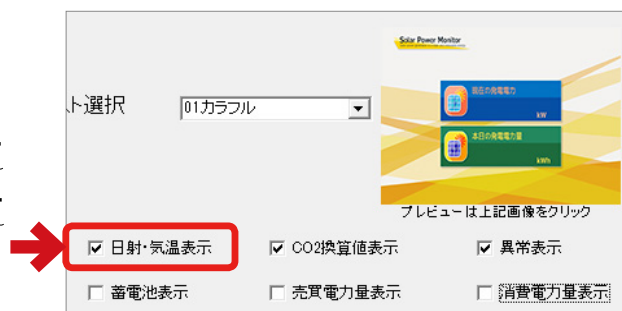 Solar Power Monitor
現在の発電電力
kW
ト選択
01.カラフル
本日の発電電力量
kWh
プレビューは上記画像をクリック
日射・気温表示
CO2換算値表示
異常表示
蓄電池表示
売買電力量表示
消費電力量表示